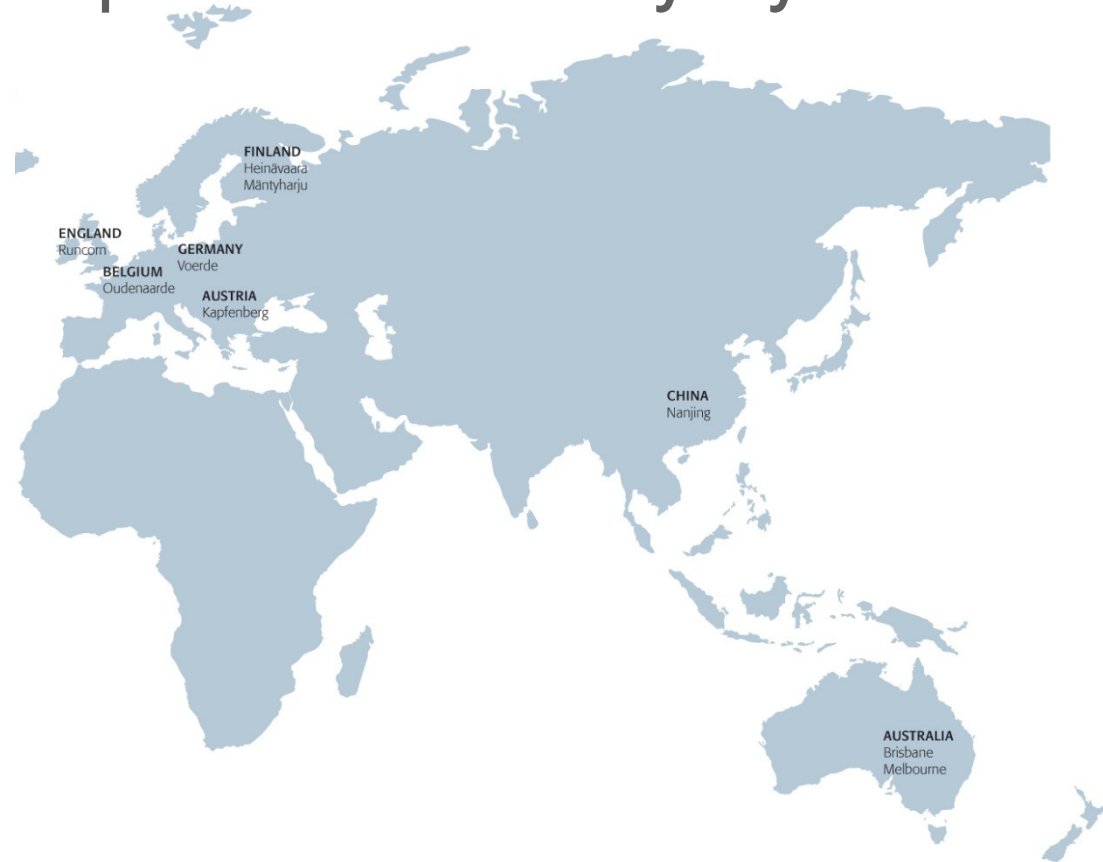 FINLAND
Heinävaara
Mäntyharju
ENGLAND
Runcorn
GERMANY
Voerde
BELGIUM
Oudenaarde
AUSTRIA
Kapfenberg
CHINA
Nanjing
AUSTRALIA
Brisbane
Melbourne